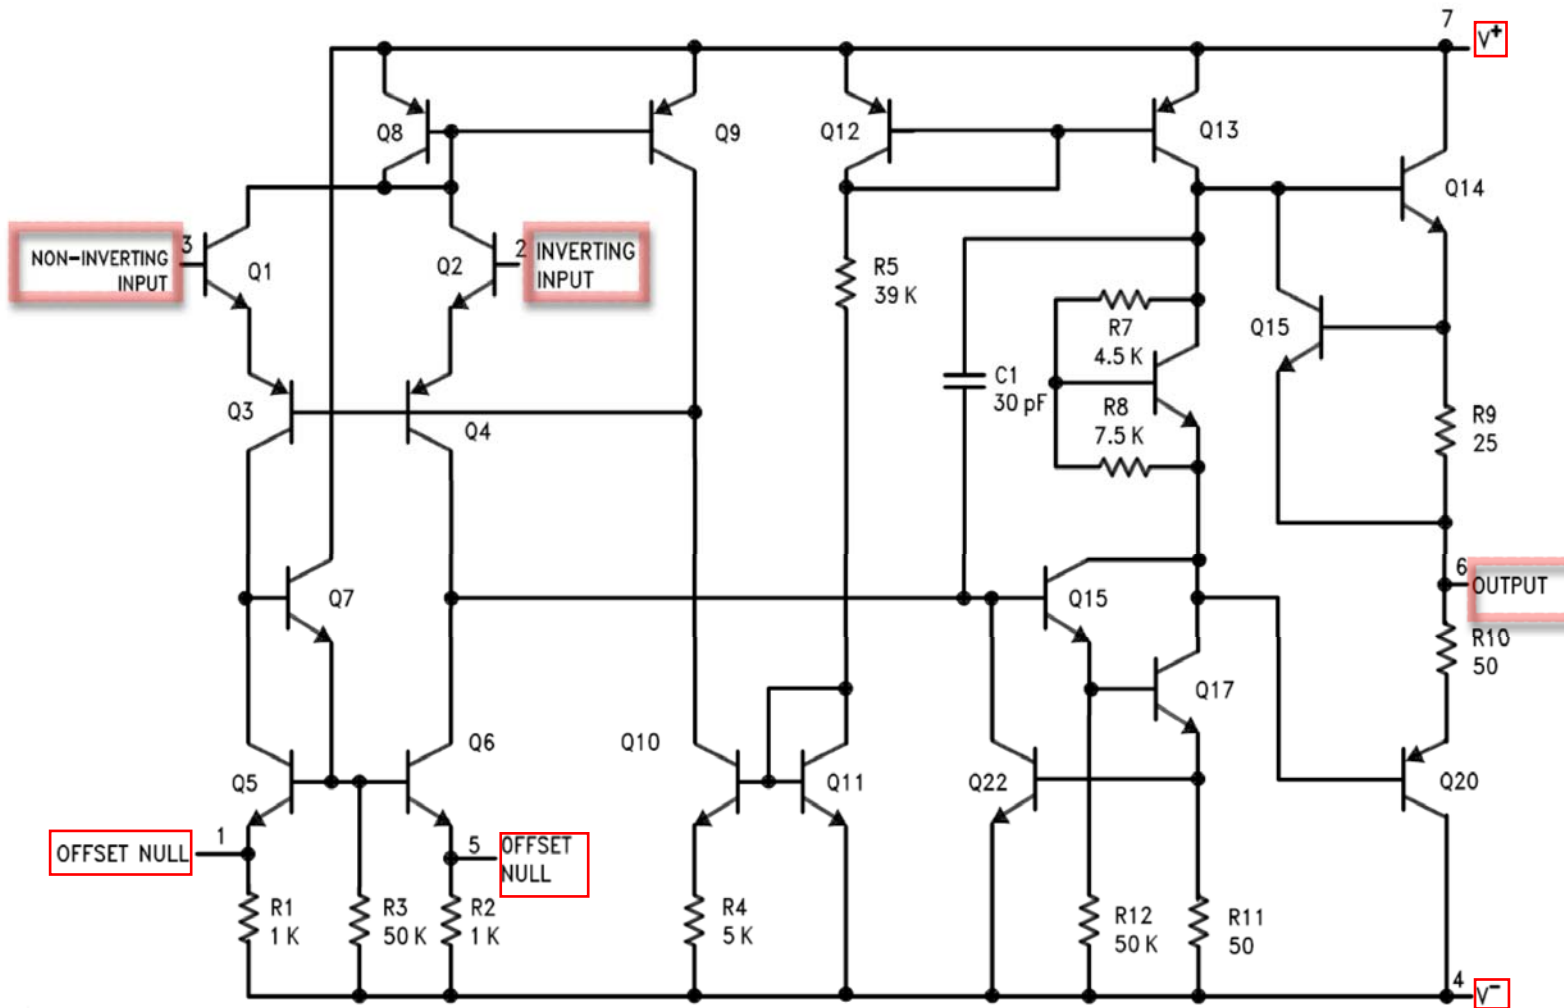 7
V+
Q8
Q9
Q12
Q13
Q14
3
NON-INVERTING
INPUT
Q1
Q2
2
INVERTING
INPUT
R5
39 K
R7
4.5 K
Q15
C1
30 pF
R8
7.5 K
Q3
Q4
R9
25
Q7
Q15
6
OUTPUT
R10
50
Q17
Q5
Q6
Q10
Q11
Q22
Q20
1
OFFSET NULL
5
OFFSET
NULL
R1
1 K
R3
50 K
R2
1 K
R4
5 K
R12
50 K
R11
50
4
V-